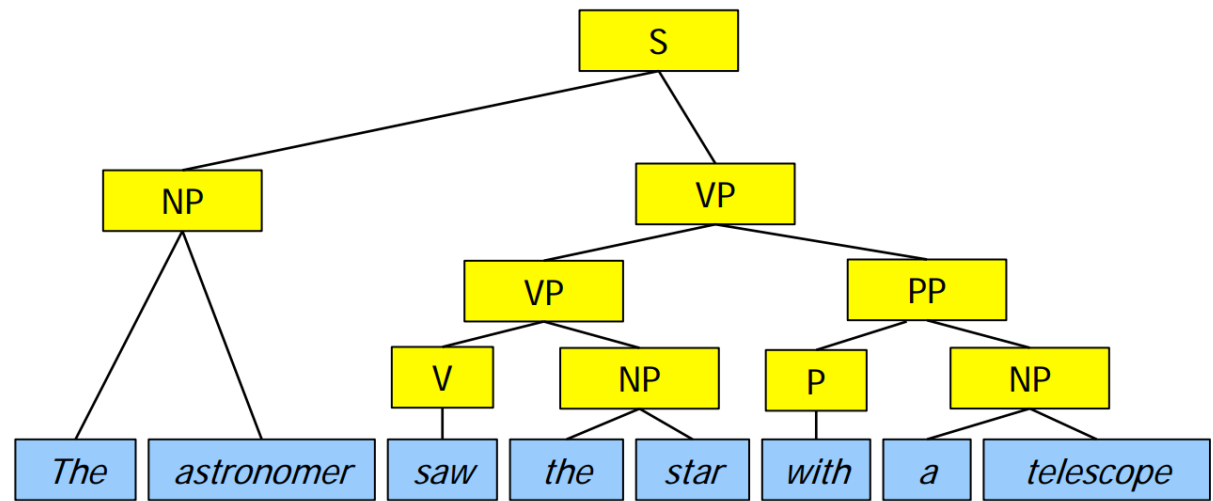 S
NP VP
VP PP
V NP P NP
The astronomer saw the star with a telescope